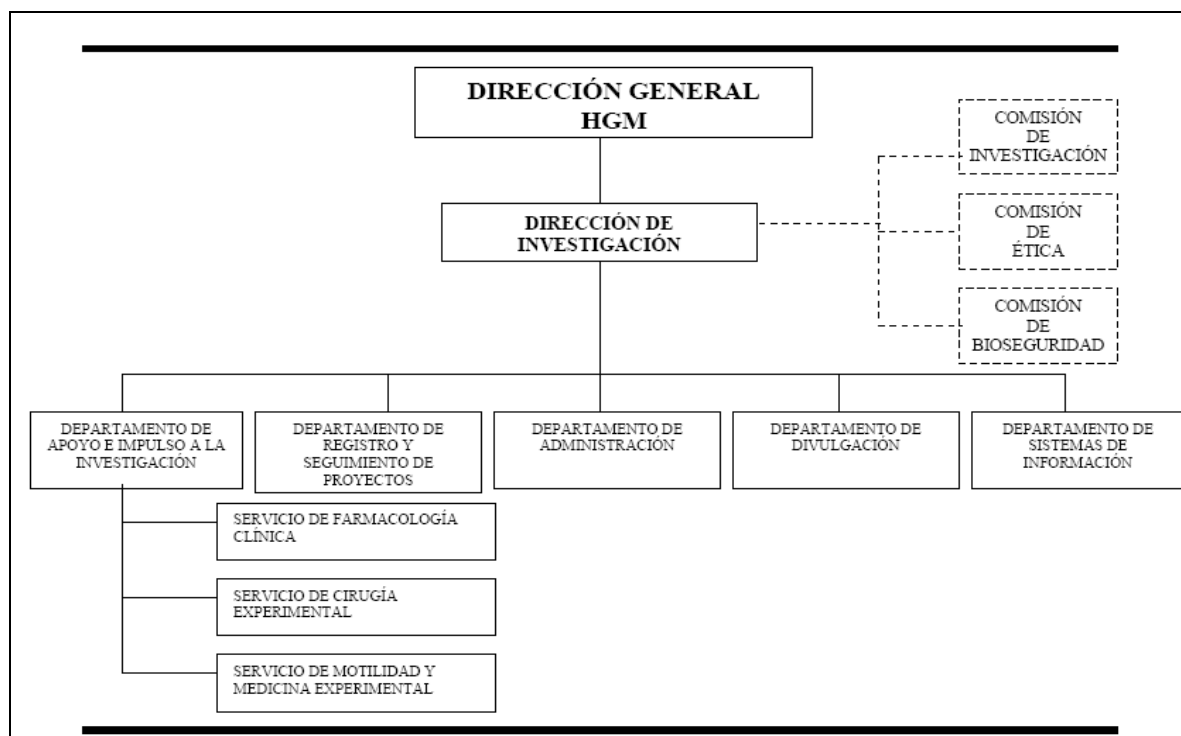 DIRECCIÓN GENERAL
HGM
COMISIÓN
DE
INVESTIGACIÓN
DIRECCIÓN DE
INVESTIGACIÓN
COMISIÓN
DE
ÉTICA
COMISIÓN
DE
BIOSEGURIDAD
DEPARTAMENTO DE
APOYO E IMPULSO A LA
INVESTIGACIÓN
DEPARTAMENTO DE
REGISTRO Y
SEGUIMIENTO DE
PROYECTOS
DEPARTAMENTO DE
ADMINISTRACIÓN
DEPARTAMENTO DE
DIVULGACIÓN
DEPARTAMENTO DE
SISTEMAS DE
INFORMACIÓN
SERVICIO DE FARMACOLOGÍA
CLÍNICA
SERVICIO DE CIRUGÍA
EXPERIMENTAL
SERVICIO DE MOTILIDAD Y
MEDICINA EXPERIMENTAL